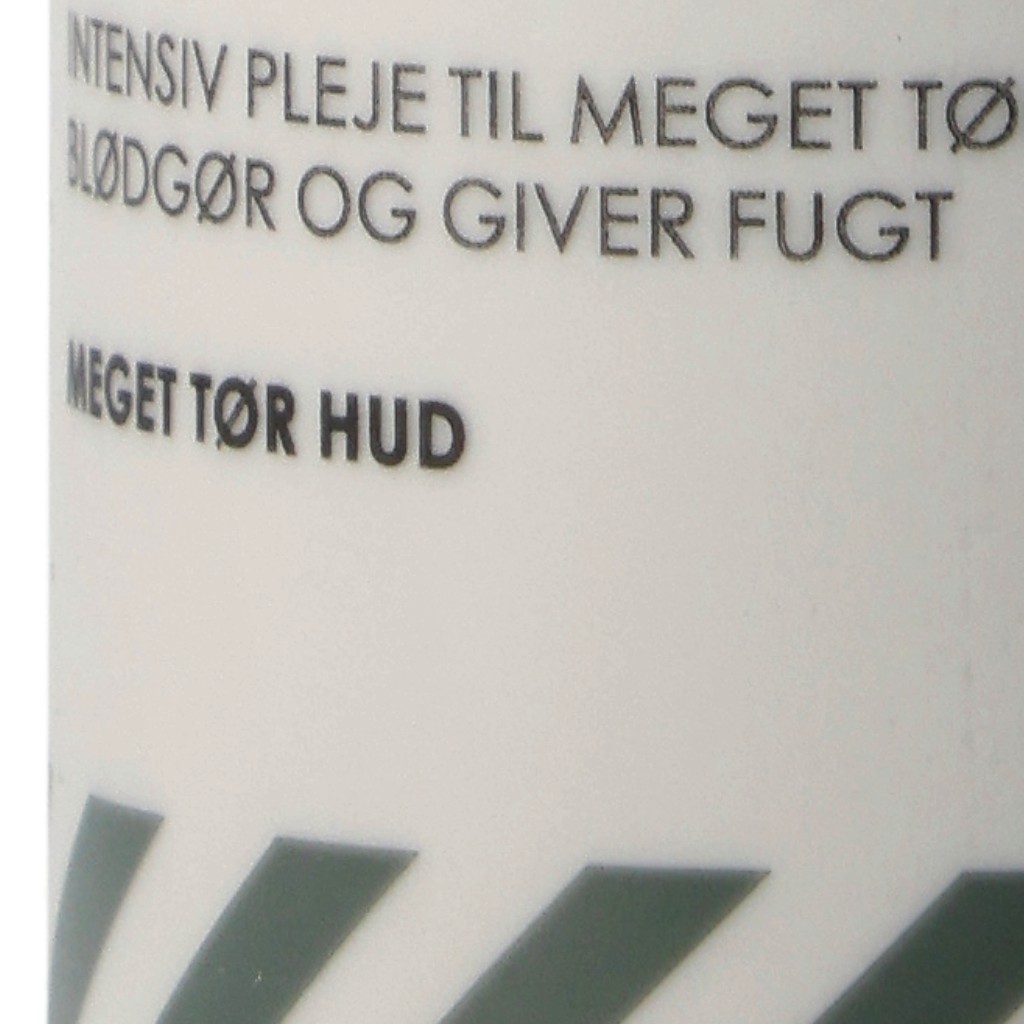 INTENSIV PLEJE TIL MEGET TØ
BLØDGØR OG GIVER FUGT
MEGET TØR HUD